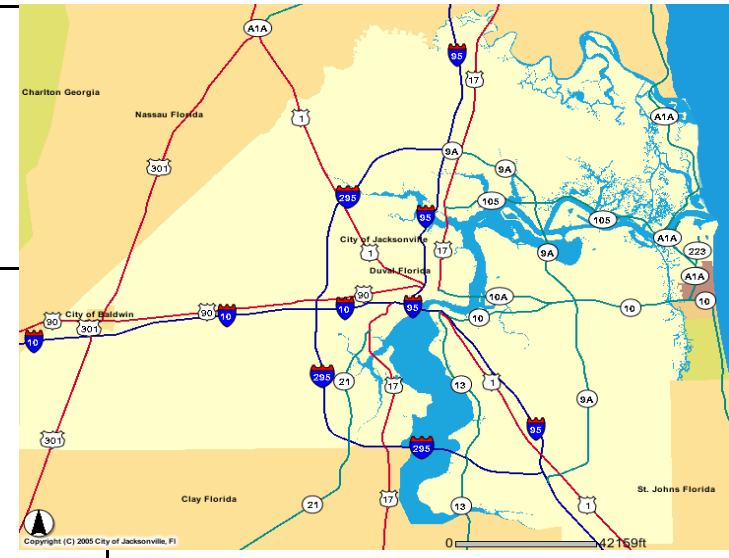 A1A
95
17
Charlton Georgia
Nassau Florida
1
A1A
9A
301
9A
295
105
95
105
City of Jacksonville
A1A
1
17
9A
223
Duval Florida
A1A
90
10A
10
90
10
95
10
City of Baldwin
10
90
301
10
10
295
21
17
13
1
9A
95
301
295
St. Johns Florida
Clay Florida
17
21
13
1
Copyright (C) 2005 City of Jacksonville, Fl
0
42159ft